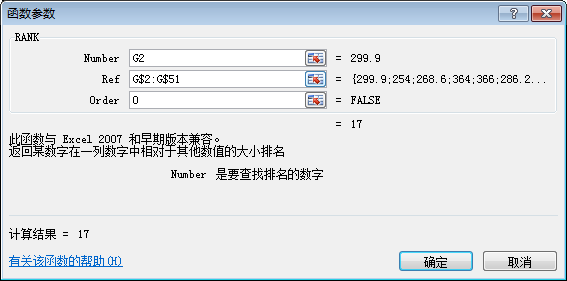 函数参数
RANK
Number G2 = 299.9
Ref G$2:G$51 = {299.9;254;268.6;364;366;286.2...
Order 0 = FALSE
= 17
此函数与 Excel 2007 和早期版本兼容。
返回某数字在一列数字中相对于其他数值的大小排名
Number 是要查找排名的数字
计算结果 = 17
有关该函数的帮助(H)
确定
取消